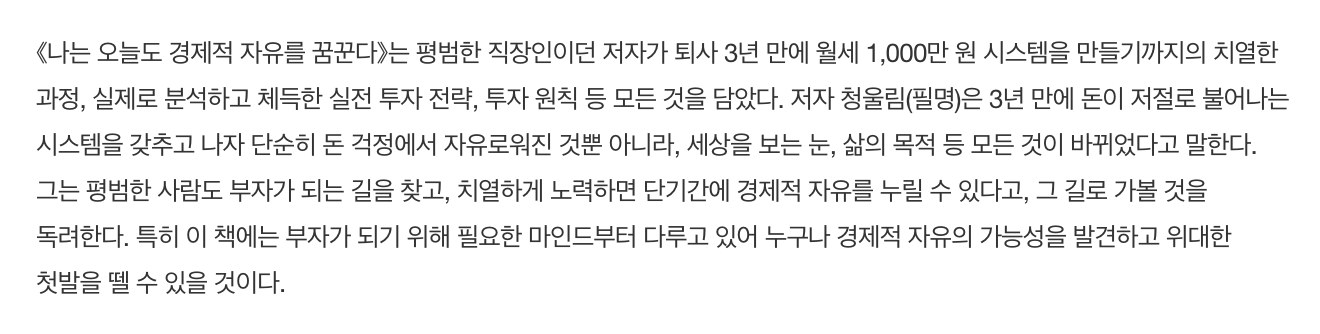 《나는 오늘도 경제적 자유를 꿈꾼다》는 평범한 직장인이던 저자가 퇴사 3년 만에 월세 1,000만 원 시스템을 만들기까지의 치열한
과정, 실제로 분석하고 체득한 실전 투자 전략, 투자 원칙 등 모든 것을 담았다. 저자 청울림(필명)은 3년 만에 돈이 저절로 불어나는
시스템을 갖추고 나자 단순히 돈 걱정에서 자유로워진 것뿐 아니라, 세상을 보는 눈, 삶의 목적 등 모든 것이 바뀌었다고 말한다.
그는 평범한 사람도 부자가 되는 길을 찾고, 치열하게 노력하면 단기간에 경제적 자유를 누릴 수 있다고, 그 길로 가볼 것을
독려한다. 특히 이 책에는 부자가 되기 위해 필요한 마인드부터 다루고 있어 누구나 경제적 자유의 가능성을 발견하고 위대한
첫발을 뗄 수 있을 것이다.